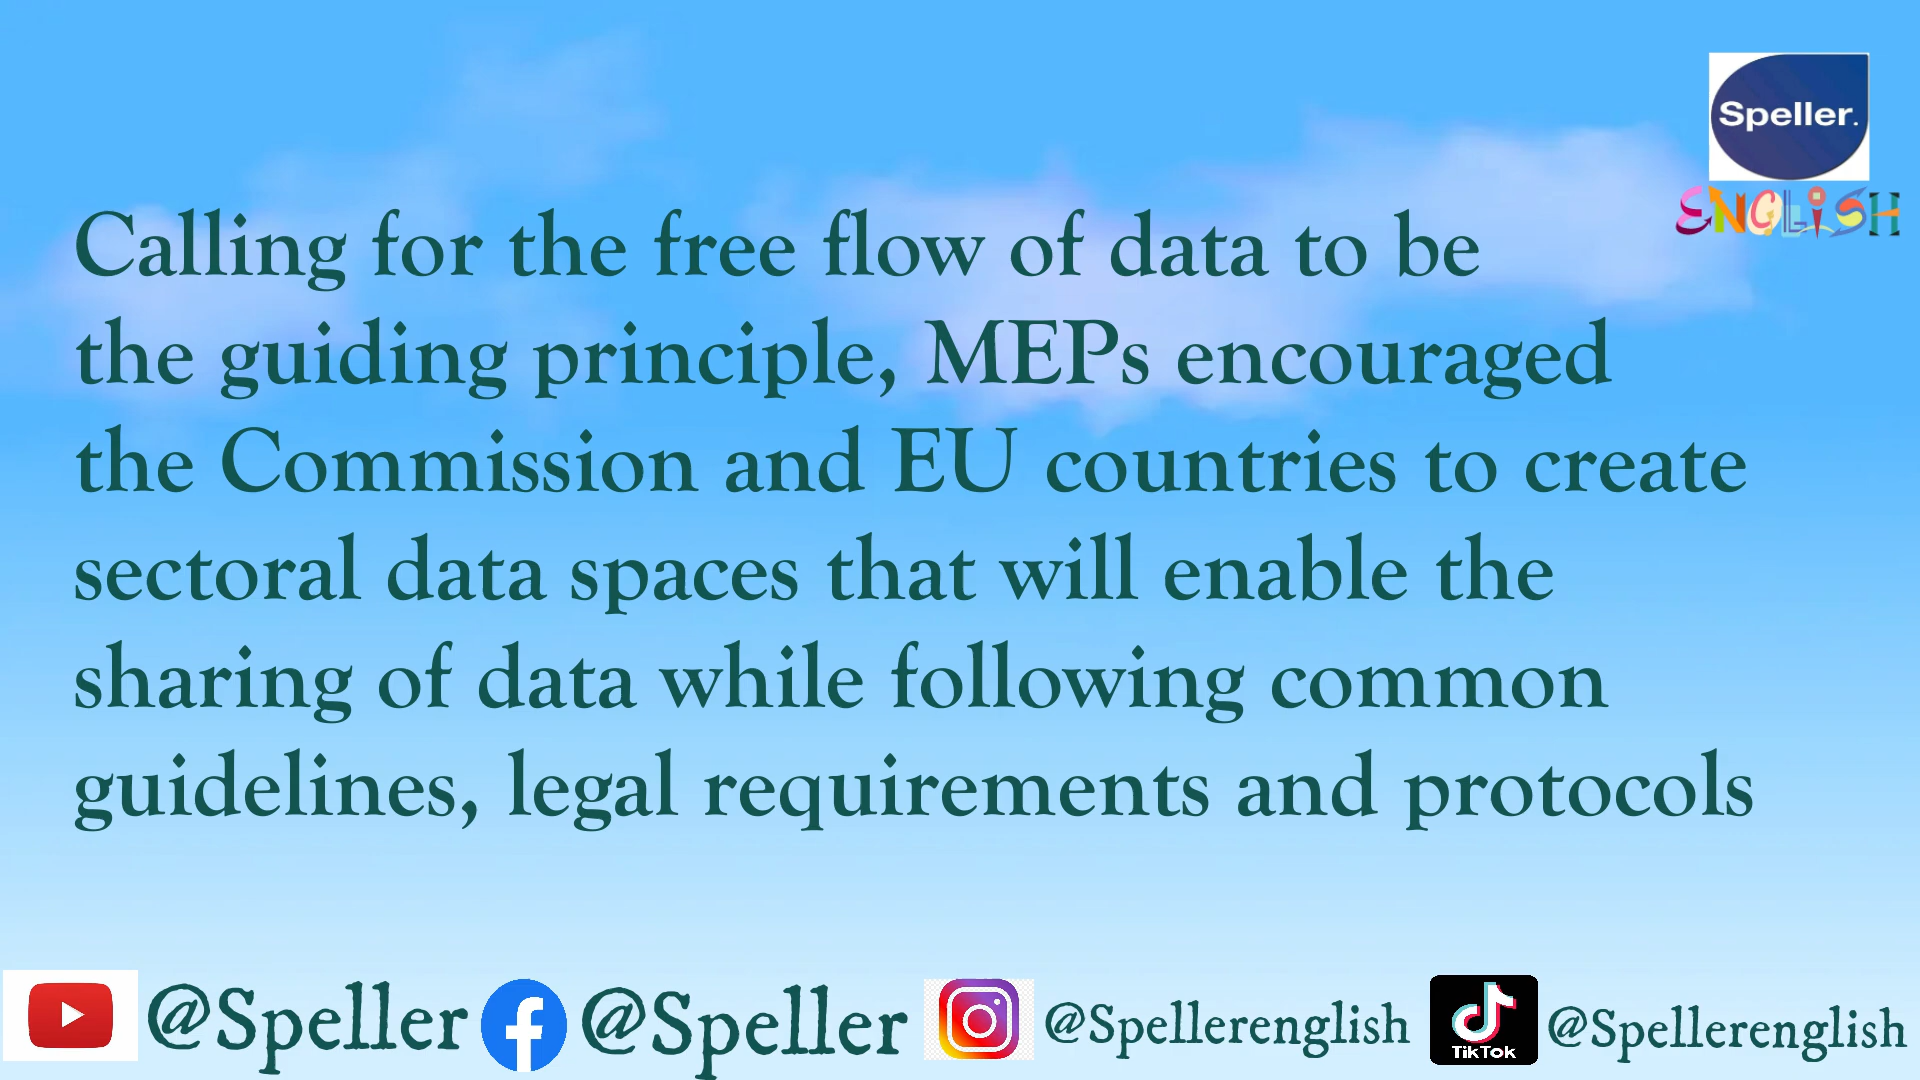 Speller.
ENGLISH
Calling for the free flow of data to be
the guiding principle, MEPs encouraged
the Commission and EU countries to create
sectoral data spaces that will enable the
sharing of data while following common
guidelines, legal requirements and protocols
@Speller @Speller @Spellerenglish TikTok @Spellerenglish